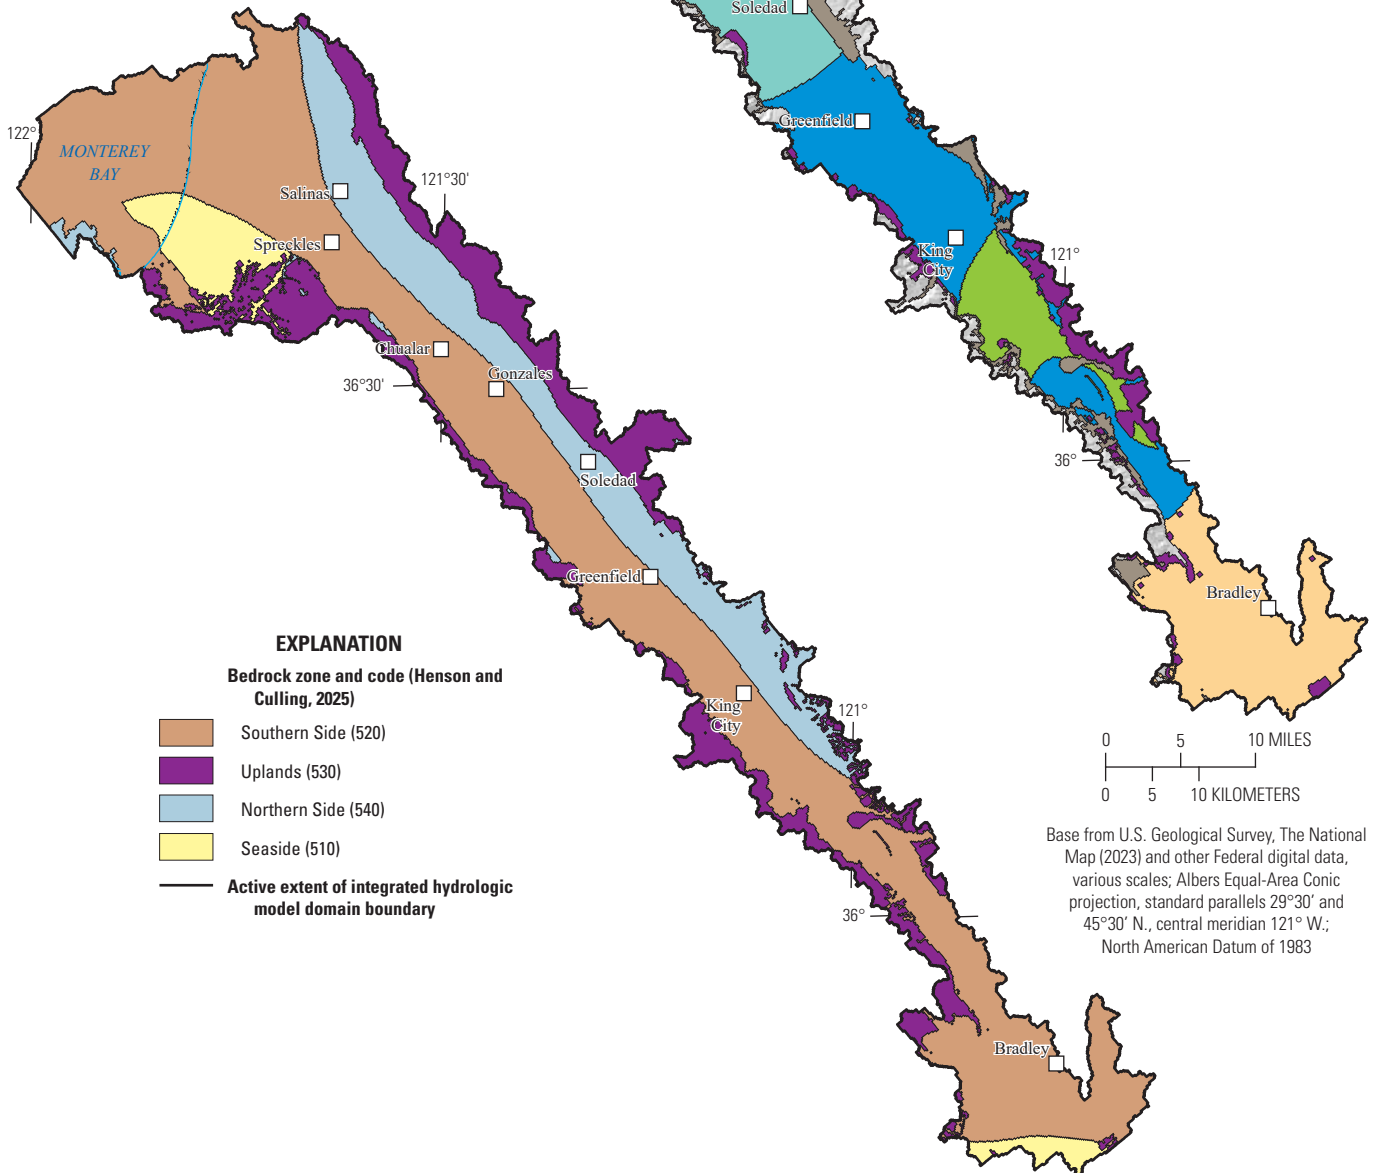 Soledad
Greenfield
King
City
121°
36°
Bradley
122°
MONTEREY
BAY
Salinas
121°30'
Spreckles
Chualar
Gonzales
36°30'
Soledad
Greenfield
King
City
121°
36°
Bradley
EXPLANATION
Bedrock zone and code (Henson and
Culling, 2025)
Southern Side (520)
Uplands (530)
Northern Side (540)
Seaside (510)
Active extent of integrated hydrologic
model domain boundary
0 5 10 MILES
0 5 10 KILOMETERS
Base from U.S. Geological Survey, The National
Map (2023) and other Federal digital data,
various scales; Albers Equal-Area Conic
projection, standard parallels 29°30′ and
45°30′ N., central meridian 121° W.;
North American Datum of 1983